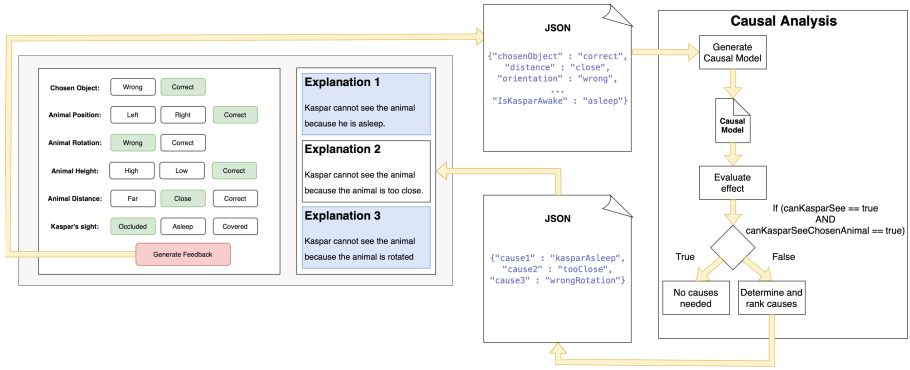 Chosen Object: Wrong Correct
Animal Position: Left Right Correct
Animal Rotation: Wrong Correct
Animal Height: High Low Correct
Animal Distance: Far Close Correct
Kaspar's sight: Occluded Asleep Covered
Generate Feedback
Explanation 1
Kaspar cannot see the animal
because he is asleep.
Explanation 2
Kaspar cannot see the animal
because the animal is too close.
Explanation 3
Kaspar cannot see the animal
because the animal is rotated
JSON
{"chosenObject" : "correct",
"distance" : "close",
"orientation" : "wrong",
...
"IsKasparAwake" : "asleep"}
JSON
{"cause1" : "kasparAsleep",
"cause2" : "tooClose",
"cause3" : "wrongRotation"}
Causal Analysis
Generate
Causal Model
Causal
Model
Evaluate
effect
If (canKasparSee == true
AND
canKasparSeeChosenAnimal == true)
True
False
No causes
needed
Determine and
rank causes